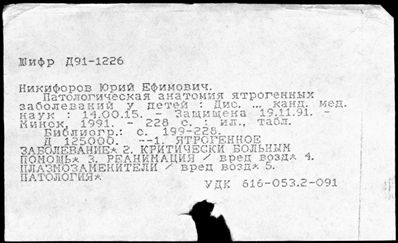 Шифр Д91-1226
Никифоров Юрий Ефимович.
Патологическая анатомия ятрогенных
заболеваний у детей : Дис. ... канд. мед.
наук : 14.00.15. - Защищена 19.11.91. -
Минск, 1991. - 228 с. : ил., табл.
Библиогр.: с. 199-228.
Д 125000. --1. ЯТРОГЕННОЕ
ЗАБОЛЕВАНИЕ* 2. КРИТИЧЕСКИ БОЛЬНЫМ
ПОМОЩЬ* 3. РЕАНИМАЦИЯ / вред возд* 4.
ПЛАЗМОЗАМЕНИТЕЛИ / вред возд* 5.
ПАТОЛОГИЯ*
УДК 616-053.2-091